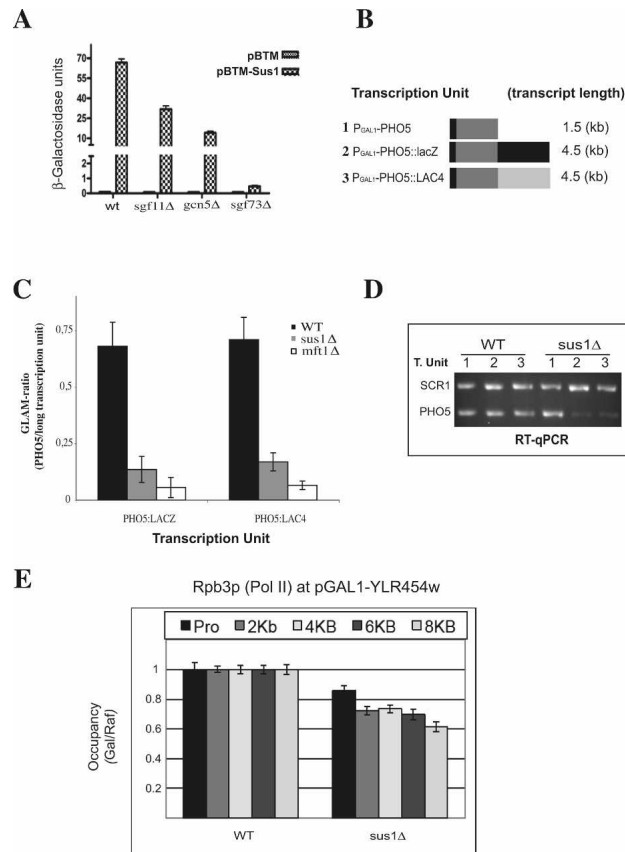 A
β-Galactosidase units
70
50
30
10
2
1
0
pBTM
pBTM-Sus1
wt
sgf11Δ
gcn5Δ
sgf73Δ
B
Transcription Unit (transcript length)
1 PGAL1-PHO5 1.5 (kb)
2 PGAL1-PHO5::lacZ 4.5 (kb)
3 PGAL1-PHO5::LAC4 4.5 (kb)
C
GLAM-ratio
(PHO5/long transcription unit)
0,75
0,5
0,25
0
WT
sus1Δ
mft1Δ
PHO5:LACZ
PHO5:LAC4
Transcription Unit
D
WT sus1Δ
T. Unit 1 2 3 1 2 3
SCR1
PHO5
RT-qPCR
E
Rpb3p (Pol II) at pGAL1-YLR454w
Pro 2Kb 4KB 6KB 8KB
Occupancy
(Gal/Raf)
1
0.8
0.6
0.4
0.2
WT
sus1Δ